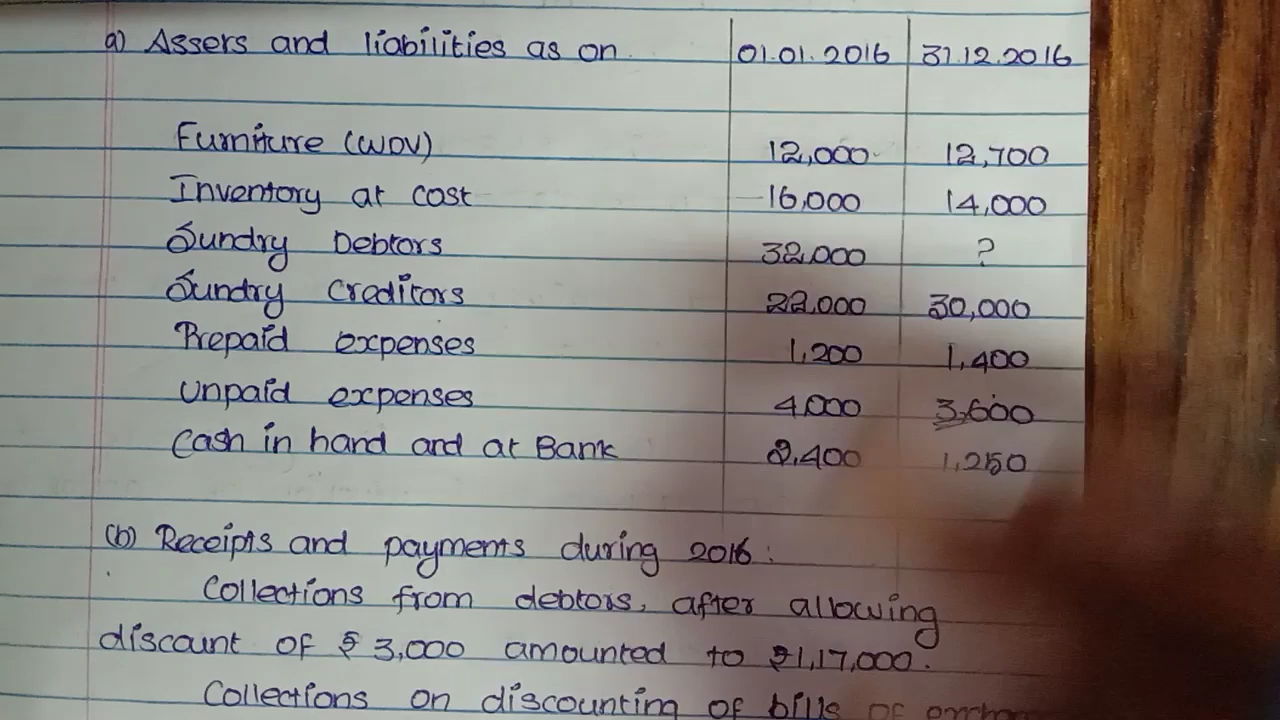 a) Assers and liabilities as on 01.01.2016 31.12.2016
Furniture (WDV) 12,000 12,700
Inventory at cost 16,000 14,000
Sundry Debtors 32,000 ?
Sundry Creditors 22,000 30,000
Prepaid expenses 1,200 1,400
Unpaid expenses 4,000 3,600
Cash in hand and at Bank 2,400 1,250
(b) Receipts and payments during 2016:
Collections from debtors, after allowing
discount of ₹ 3,000 amounted to ₹1,17,000.
Collections on discounting of bills of